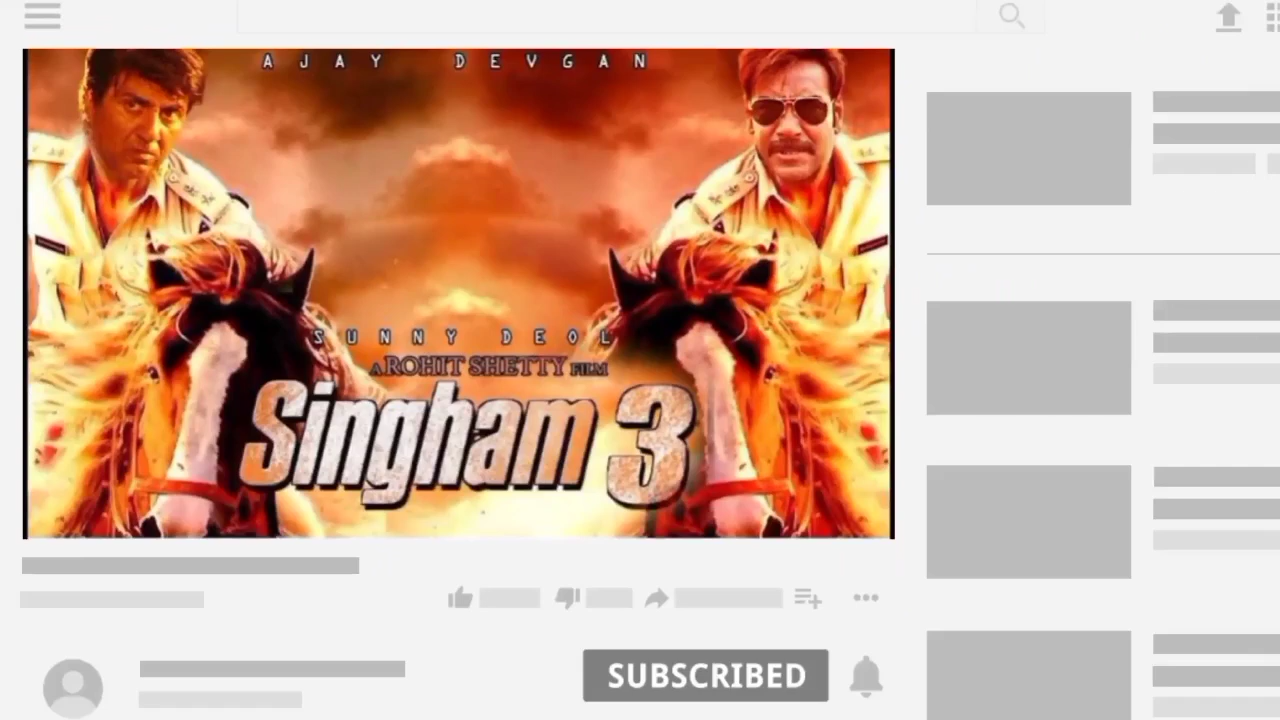 AJAY DEVGAN
SUNNY DEOL
A ROHIT SHETTY FILM
Singham 3
SUBSCRIBED